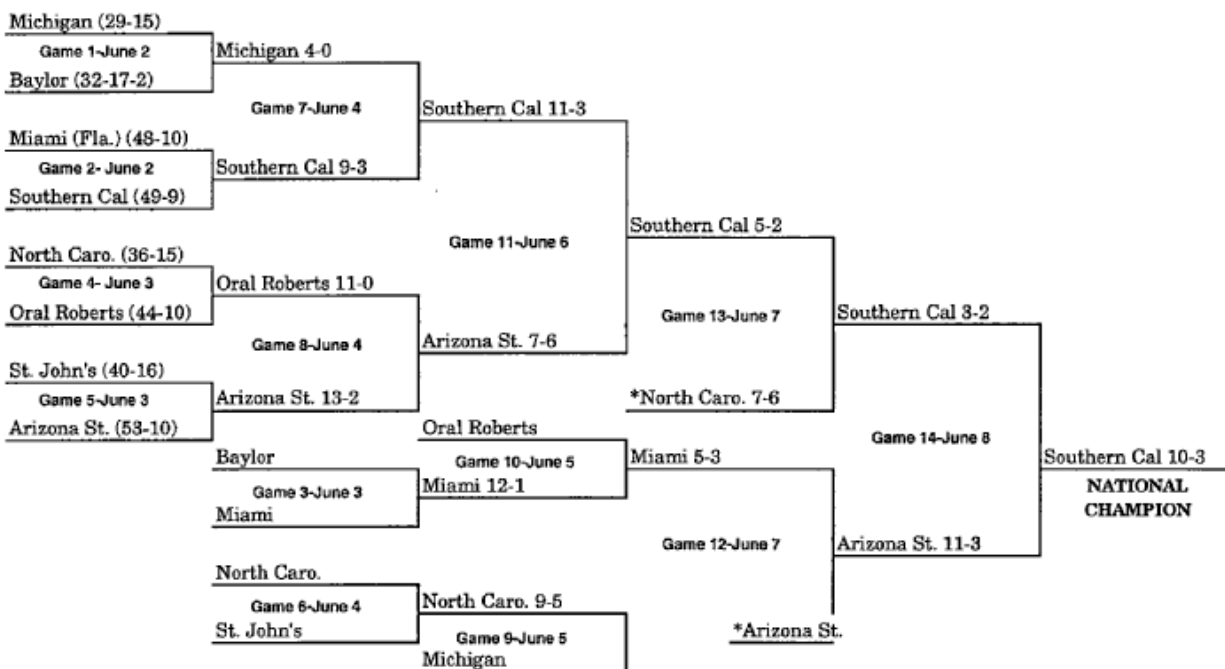 Michigan (29-15)
Game 1-June 2
Baylor (32-17-2)
Michigan 4-0
Game 7-June 4
Miami (Fla.) (48-10)
Game 2- June 2
Southern Cal (49-9)
Southern Cal 9-3
Southern Cal 11-3
North Caro. (36-15)
Game 4- June 3
Oral Roberts (44-10)
Oral Roberts 11-0
Game 8-June 4
St. John's (40-16)
Game 5-June 3
Arizona St. (53-10)
Arizona St. 13-2
Arizona St. 7-6
Game 11-June 6
Southern Cal 5-2
Game 13-June 7
*North Caro. 7-6
Southern Cal 3-2
Baylor
Game 3-June 3
Miami
Oral Roberts
Game 10-June 5
Miami 12-1
Miami 5-3
Game 12-June 7
*Arizona St.
Arizona St. 11-3
Game 14-June 8
Southern Cal 10-3
NATIONAL
CHAMPION
North Caro.
Game 6-June 4
St. John's
North Caro. 9-5
Game 9-June 5
Michigan